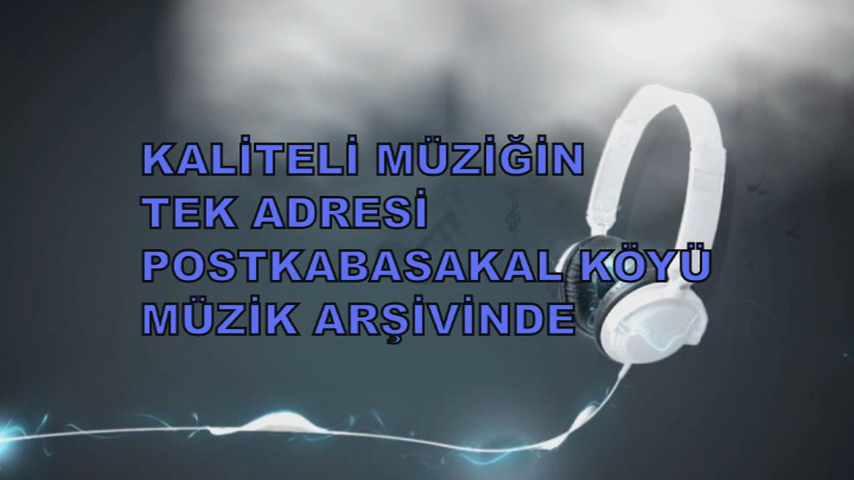 KALİTELİ MÜZİĞİN
TEK ADRESİ
POSTKABASAKAL KÖYÜ
MÜZİK ARŞİVİNDE